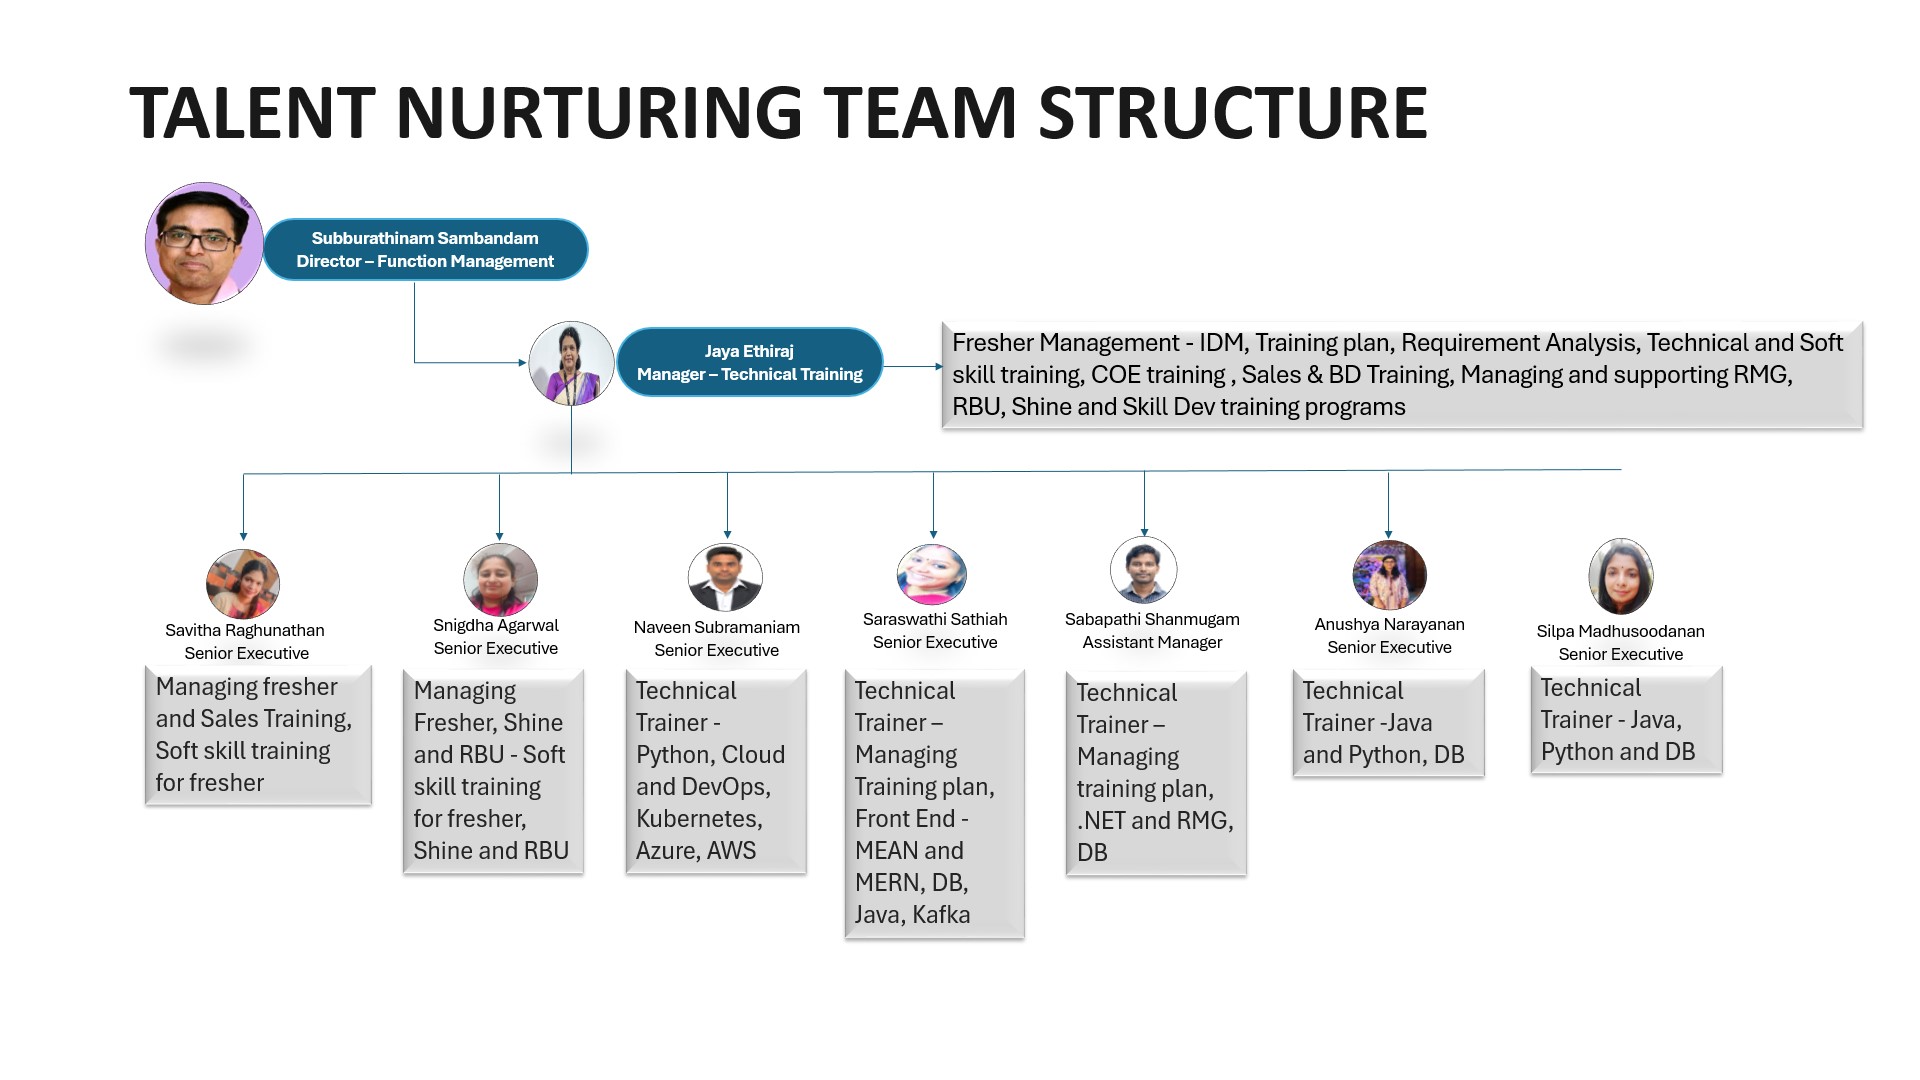 TALENT NURTURING TEAM STRUCTURE
Subburathinam Sambandam
Director – Function Management
Jaya Ethiraj
Manager – Technical Training
Fresher Management - IDM, Training plan, Requirement Analysis, Technical and Soft
skill training, COE training , Sales & BD Training, Managing and supporting RMG,
RBU, Shine and Skill Dev training programs
Savitha Raghunathan
Senior Executive
Managing fresher
and Sales Training,
Soft skill training
for fresher
Snigdha Agarwal
Senior Executive
Managing
Fresher, Shine
and RBU - Soft
skill training
for fresher,
Shine and RBU
Naveen Subramaniam
Senior Executive
Technical
Trainer -
Python, Cloud
and DevOps,
Kubernetes,
Azure, AWS
Saraswathi Sathiah
Senior Executive
Technical
Trainer –
Managing
Training plan,
Front End -
MEAN and
MERN, DB,
Java, Kafka
Sabapathi Shanmugam
Assistant Manager
Technical
Trainer –
Managing
training plan,
.NET and RMG,
DB
Anushya Narayanan
Senior Executive
Technical
Trainer -Java
and Python, DB
Silpa Madhusoodanan
Senior Executive
Technical
Trainer - Java,
Python and DB